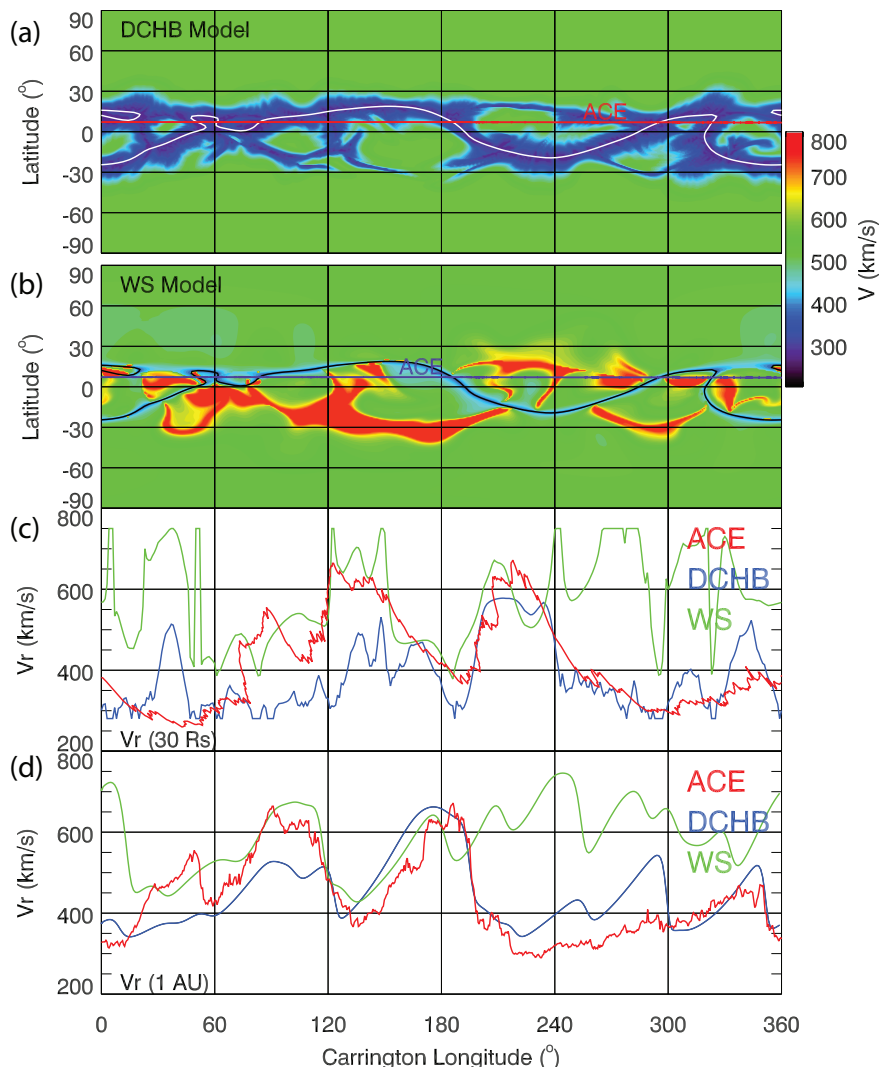 (a)
90
60
30
0
-30
-60
-90
Latitude (°)
DCHB Model
ACE
800
700
600
500
400
300
V (km/s)
(b)
90
60
30
0
-30
-60
-90
Latitude (°)
WS Model
ACE
(c)
800
600
400
200
Vr (km/s)
ACE
DCHB
WS
Vr (30 Rs)
(d)
800
600
400
200
Vr (km/s)
ACE
DCHB
WS
Vr (1 AU)
0 60 120 180 240 300 360
Carrington Longitude (°)